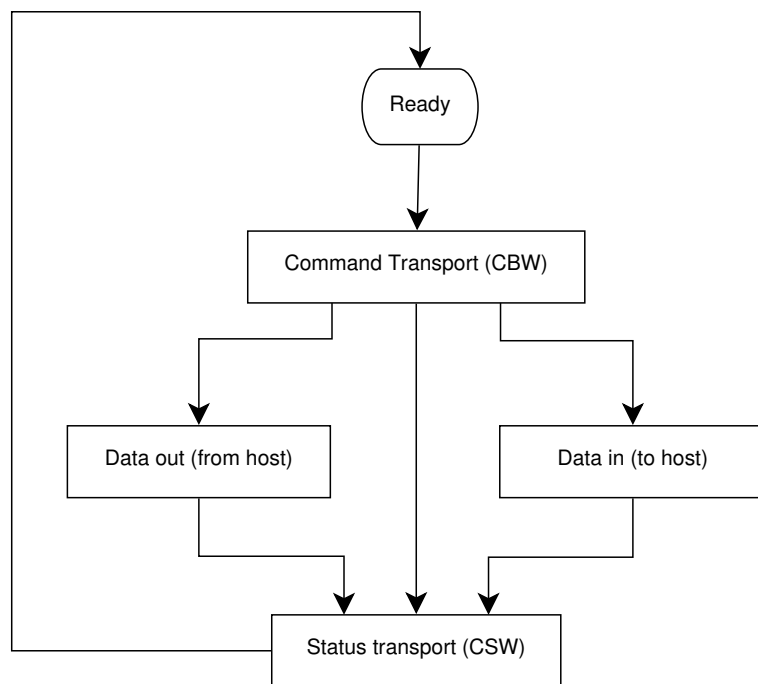 Ready
Command Transport (CBW)
Data out (from host)
Data in (to host)
Status transport (CSW)